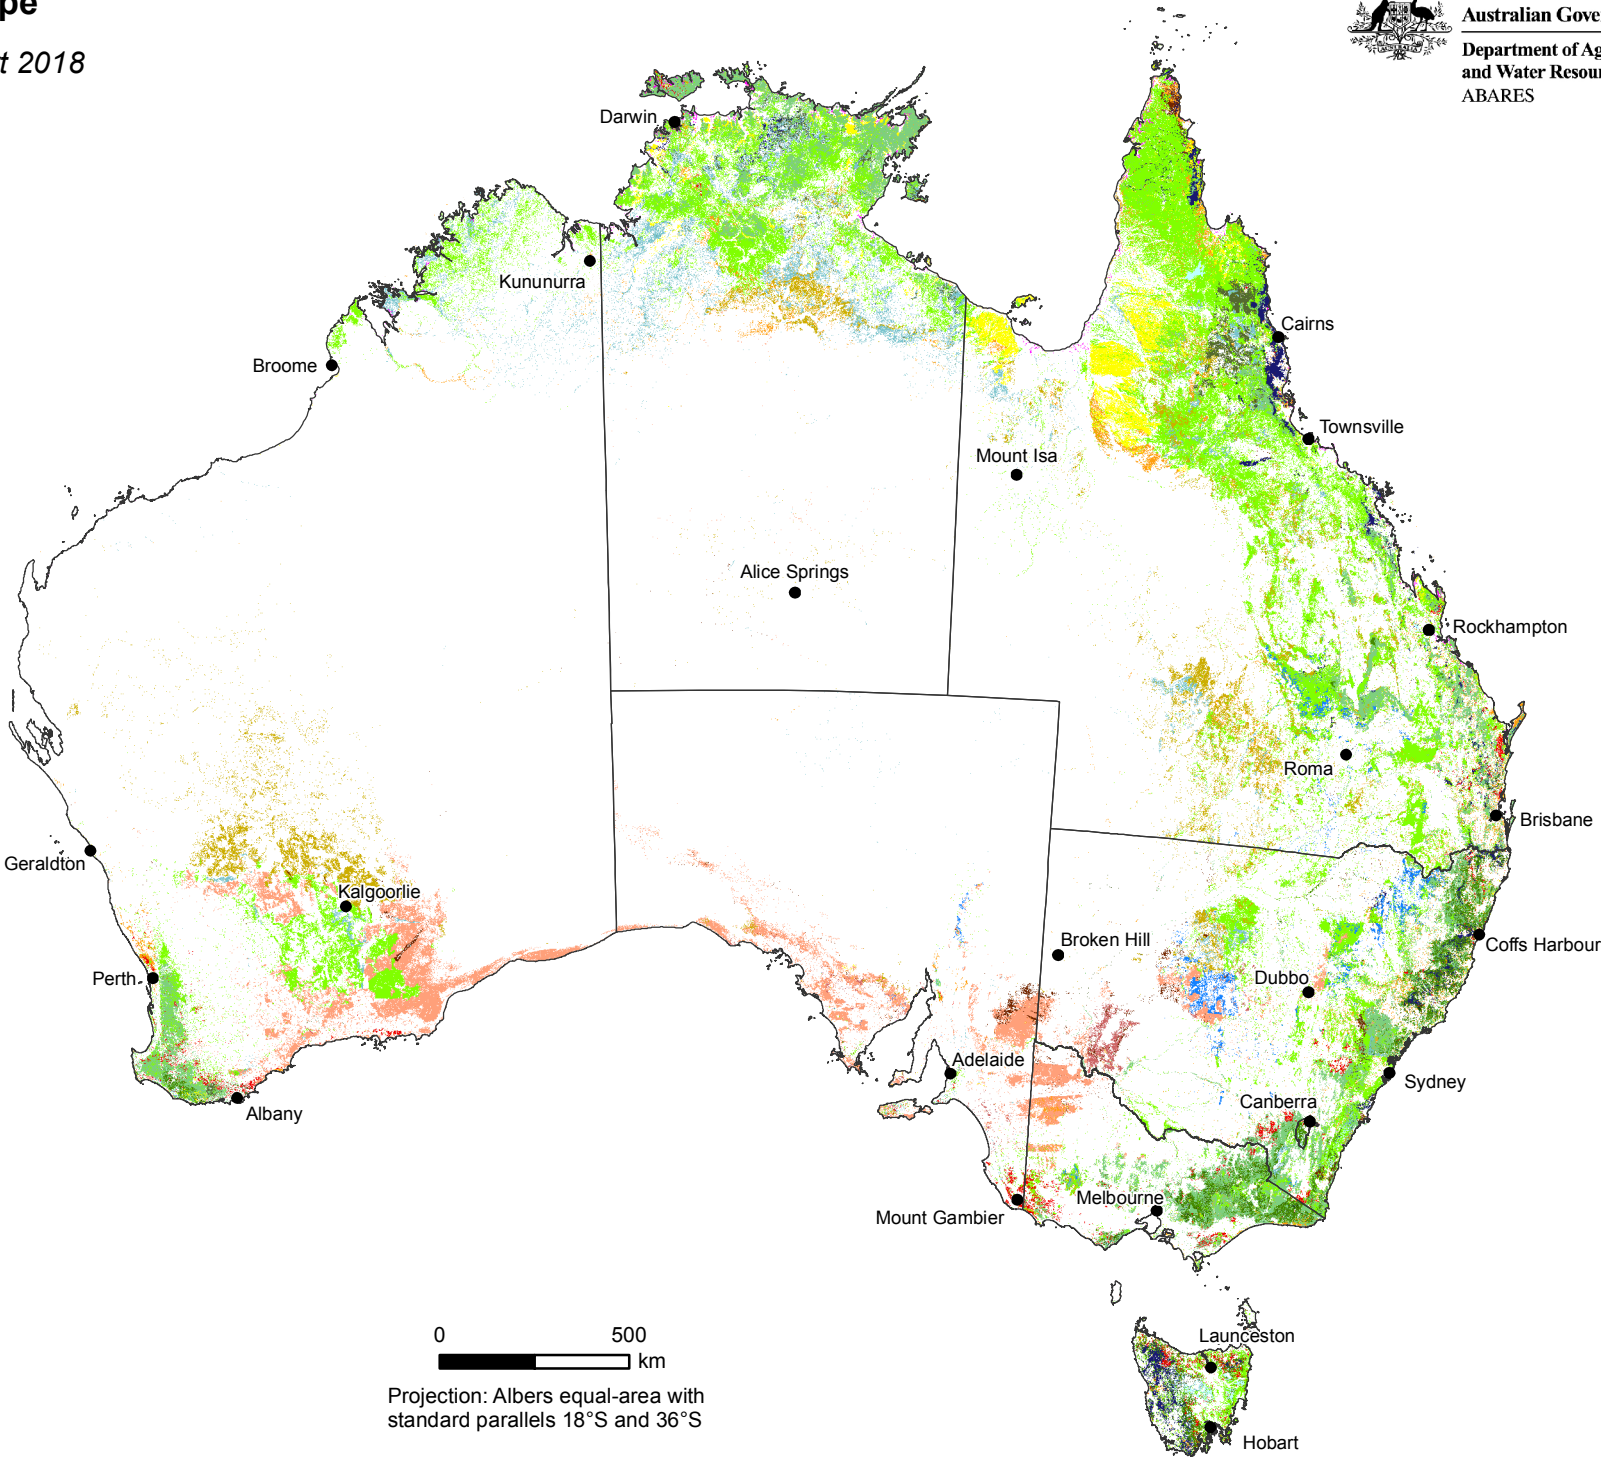 pe
t 2018
Australian Gove
Department of Ag
and Water Resour
ABARES
Darwin
Kununurra
Cairns
Broome
Townsville
Mount Isa
Alice Springs
Rockhampton
Roma
Brisbane
Geraldton
Kalgoorlie
Broken Hill
Coffs Harbour
Perth
Dubbo
Adelaide
Sydney
Albany
Canberra
Melbourne
Mount Gambier
0 500
km
Launceston
Projection: Albers equal-area with
standard parallels 18°S and 36°S
Hobart